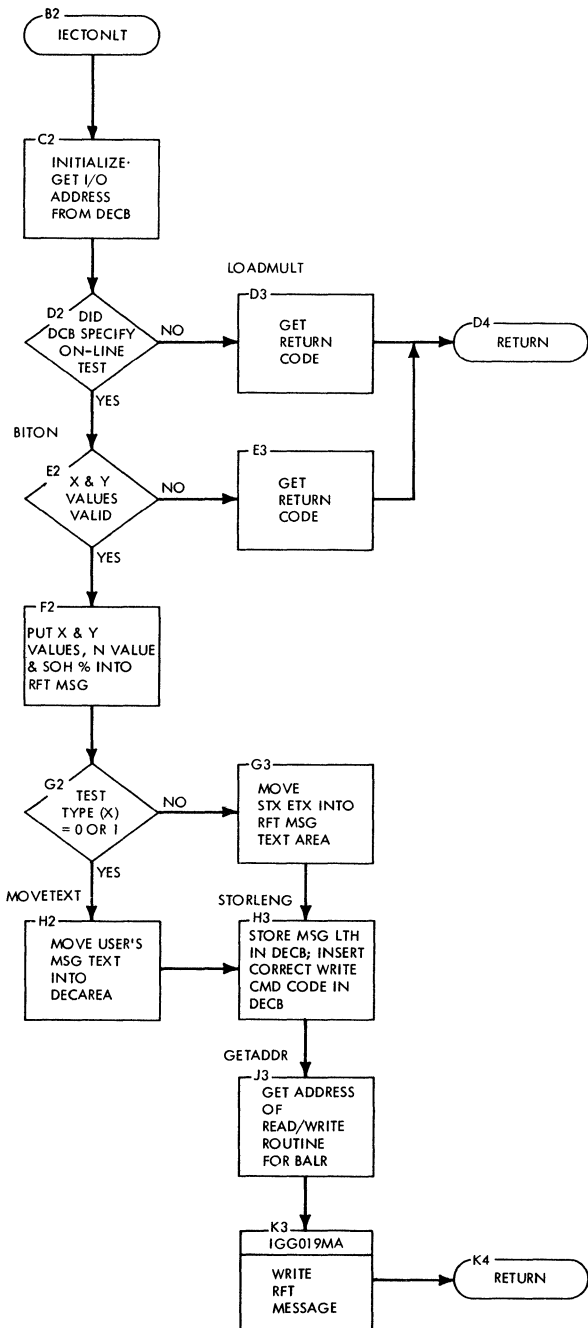 B2
IECTONLT
C2
INITIALIZE·
GET I/O
ADDRESS
FROM DECB
LOADMULT
D2 DID
DCB SPECIFY
ON-LINE
TEST
NO
YES
D3
GET
RETURN
CODE
D4
RETURN
BITON
E2
X & Y
VALUES
VALID
NO
YES
E3
GET
RETURN
CODE
F2
PUT X & Y
VALUES, N VALUE
& SOH % INTO
RFT MSG
G2
TEST
TYPE (X)
= 0 OR 1
NO
YES
G3
MOVE
STX ETX INTO
RFT MSG
TEXT AREA
MOVETEXT
H2
MOVE USER'S
MSG TEXT
INTO
DECAREA
STORLENG
H3
STORE MSG LTH
IN DECB; INSERT
CORRECT WRITE
CMD CODE IN
DECB
GETADDR
J3
GET ADDRESS
OF
READ/WRITE
ROUTINE
FOR BALR
K3
IGG019MA
WRITE
RFT
MESSAGE
K4
RETURN